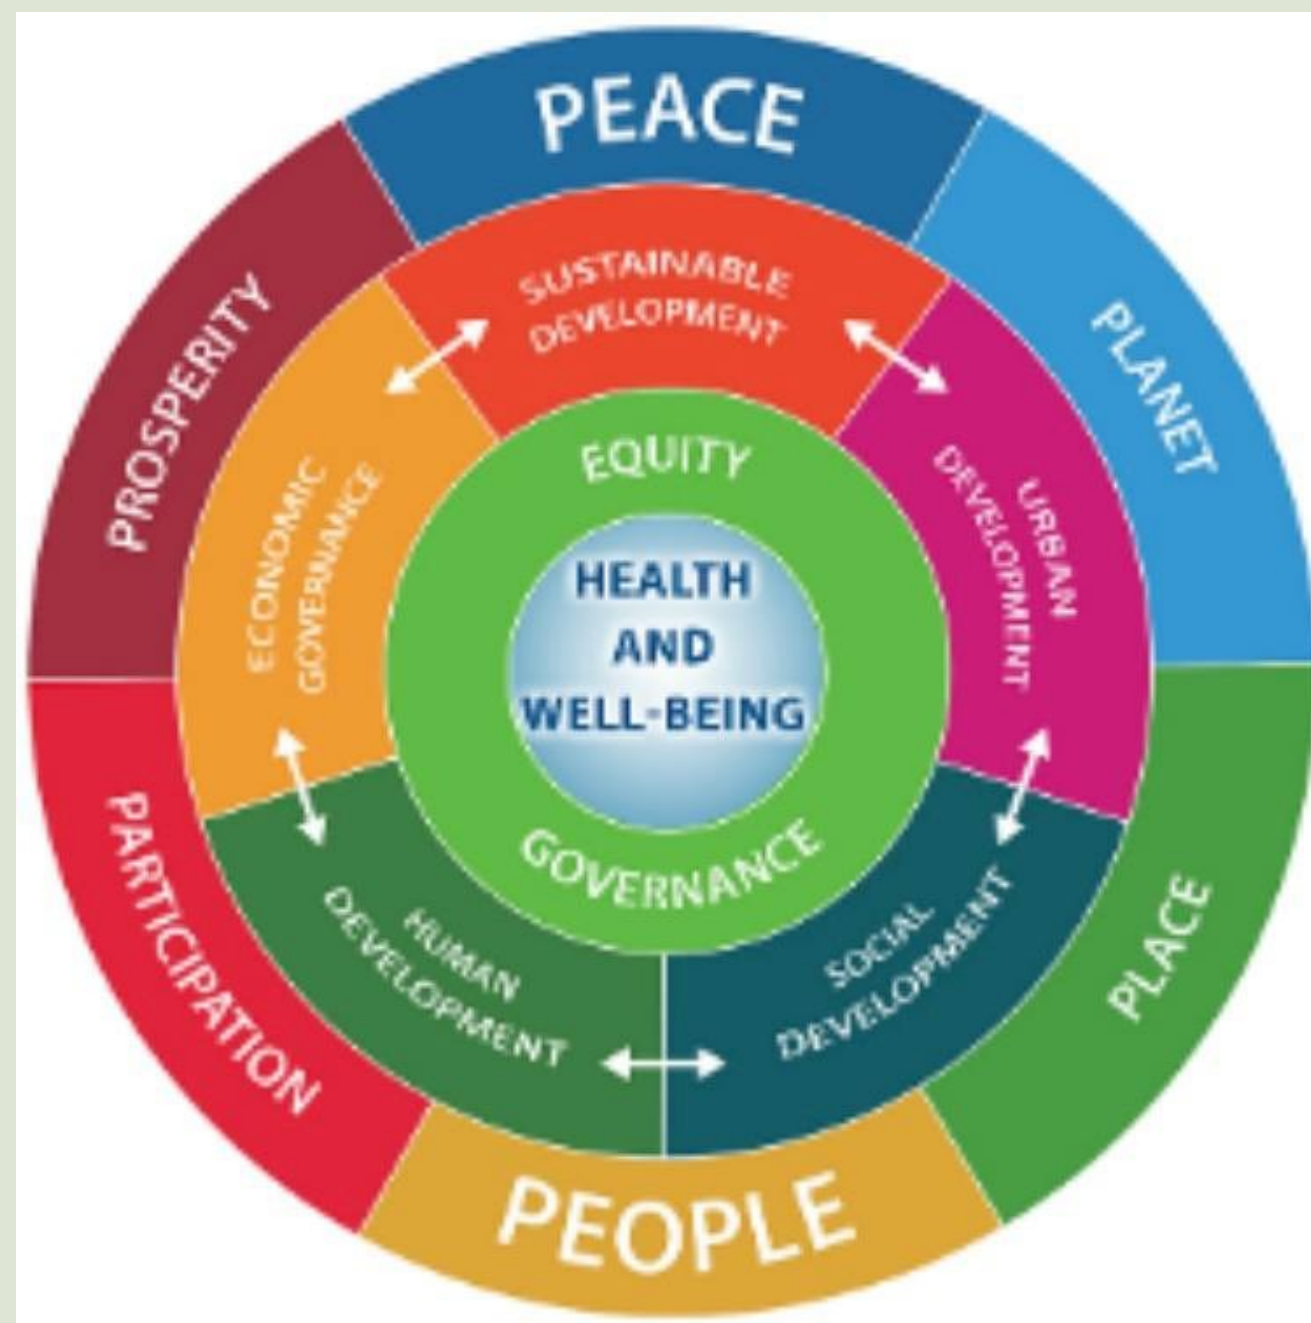 PEACE
PLANET
PLACE
PEOPLE
PARTICIPATION
PROSPERITY
SUSTAINABLE
DEVELOPMENT
URBAN
DEVELOPMENT
SOCIAL
DEVELOPMENT
HUMAN
DEVELOPMENT
ECONOMIC
GOVERNANCE
EQUITY
GOVERNANCE
HEALTH
AND
WELL-BEING